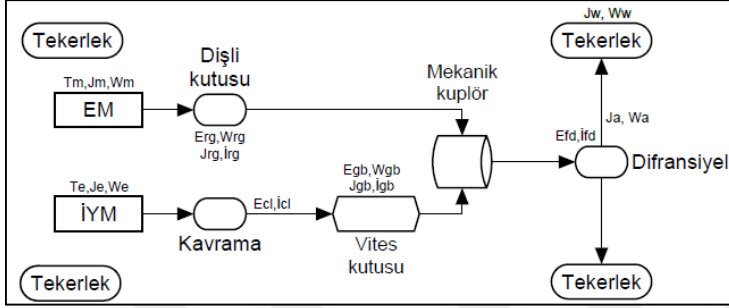 Jw, Ww
Tekerlek
Tekerlek
Dişli
kutusu
Mekanik
kuplör
Tm,Jm,Wm
EM
Erg,Wrg
Jrg,İrg
Ja, Wa
Efd,ifd
Difransiyel
Egb,Wgb
Jgb,İgb
Te,Je,We
İYM
Ecl,İcl
Kavrama
Vites
kutusu
Tekerlek
Tekerlek